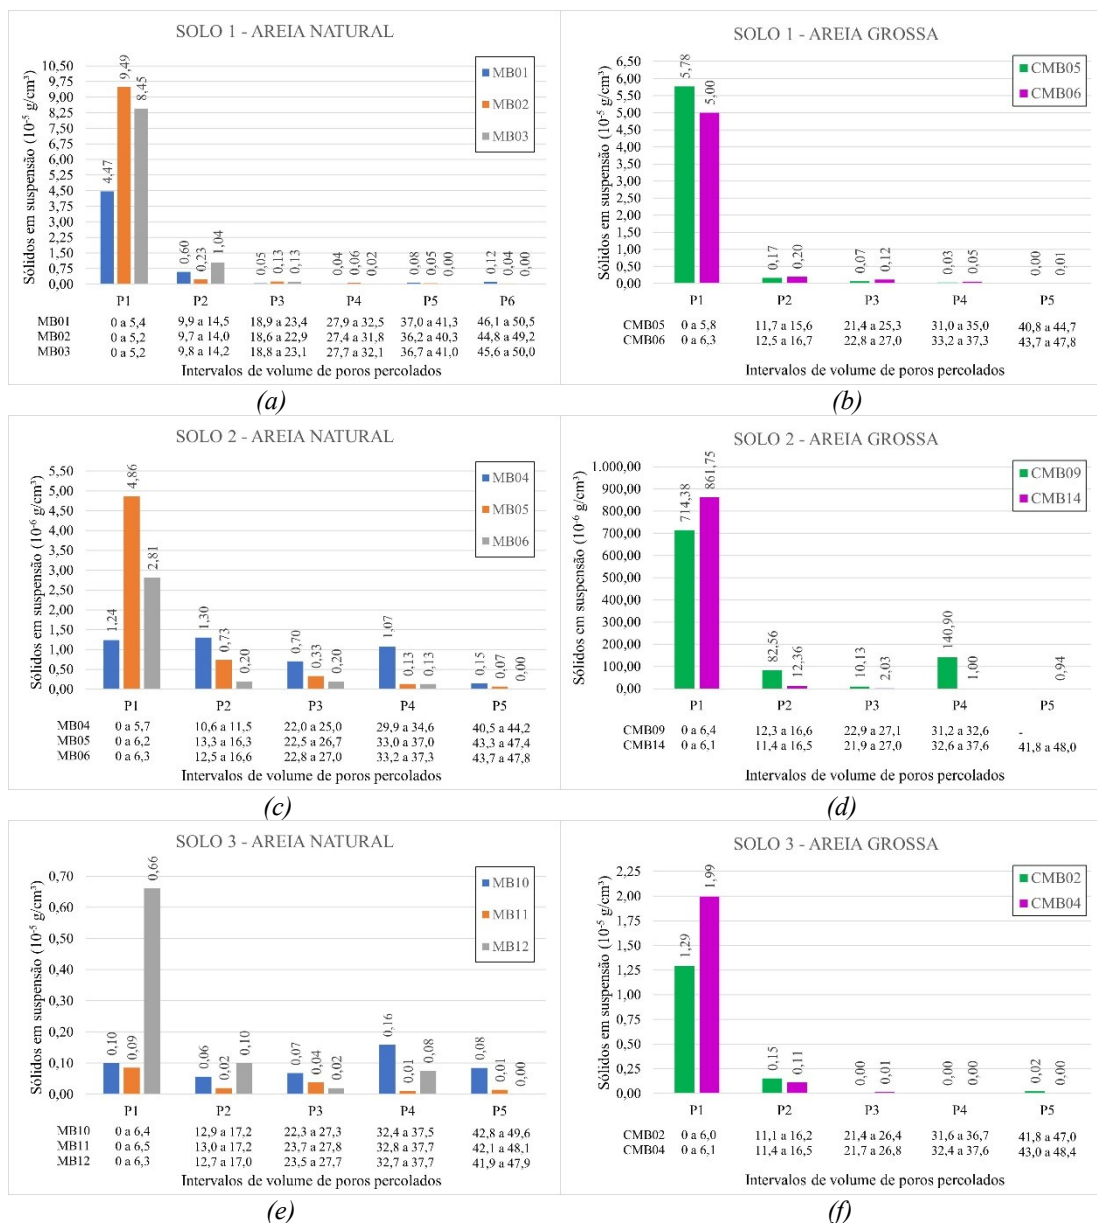 SOLO 1 - AREIA NATURAL
Sólidos em suspensão (10⁻⁵ g/cm³)
10,50
9,75
9,00
8,25
7,50
6,75
6,00
5,25
4,50
3,75
3,00
2,25
1,50
0,75
0,00
MB01
MB02
MB03
4,47 9,49 8,45
0,60 0,23 1,04
0,05 0,13 0,13
0,04 0,06 0,02
0,08 0,05 0,00
0,12 0,04 0,00
P1 P2 P3 P4 P5 P6
MB01 0 a 5,4 9,9 a 14,5 18,9 a 23,4 27,9 a 32,5 37,0 a 41,3 46,1 a 50,5
MB02 0 a 5,2 9,7 a 14,0 18,6 a 22,9 27,4 a 31,8 36,2 a 40,3 44,8 a 49,2
MB03 0 a 5,2 9,8 a 14,2 18,8 a 23,1 27,7 a 32,1 36,7 a 41,0 45,6 a 50,0
Intervalos de volume de poros percolados
(a)
SOLO 1 - AREIA GROSSA
Sólidos em suspensão (10⁻⁵ g/cm³)
6,50
6,00
5,50
5,00
4,50
4,00
3,50
3,00
2,50
2,00
1,50
1,00
0,50
0,00
CMB05
CMB06
5,78 5,00
0,17 0,20
0,07 0,12
0,03 0,05
0,00 0,01
P1 P2 P3 P4 P5
CMB05 0 a 5,8 11,7 a 15,6 21,4 a 25,3 31,0 a 35,0 40,8 a 44,7
CMB06 0 a 6,3 12,5 a 16,7 22,8 a 27,0 33,2 a 37,3 43,7 a 47,8
Intervalos de volume de poros percolados
(b)
SOLO 2 - AREIA NATURAL
Sólidos em suspensão (10⁻⁶ g/cm³)
5,50
5,00
4,50
4,00
3,50
3,00
2,50
2,00
1,50
1,00
0,50
0,00
MB04
MB05
MB06
1,24 4,86 2,81
1,30 0,73 0,20
0,70 0,33 0,20
1,07 0,13 0,13
0,15 0,07 0,00
P1 P2 P3 P4 P5
MB04 0 a 5,7 10,6 a 11,5 22,0 a 25,0 29,9 a 34,6 40,5 a 44,2
MB05 0 a 6,2 13,3 a 16,3 22,5 a 26,7 33,0 a 37,0 43,3 a 47,4
MB06 0 a 6,3 12,5 a 16,6 22,8 a 27,0 33,2 a 37,3 43,7 a 47,8
Intervalos de volume de poros percolados
(c)
SOLO 2 - AREIA GROSSA
Sólidos em suspensão (10⁻⁶ g/cm³)
1.000,00
900,00
800,00
700,00
600,00
500,00
400,00
300,00
200,00
100,00
0,00
CMB09
CMB14
714,38 861,75
82,56 12,36
10,13 2,03
140,90 1,00
0,94
P1 P2 P3 P4 P5
CMB09 0 a 6,4 12,3 a 16,6 22,9 a 27,1 31,2 a 32,6 -
CMB14 0 a 6,1 11,4 a 16,5 21,9 a 27,0 32,6 a 37,6 41,8 a 48,0
Intervalos de volume de poros percolados
(d)
SOLO 3 - AREIA NATURAL
Sólidos em suspensão (10⁻⁵ g/cm³)
0,70
0,60
0,50
0,40
0,30
0,20
0,10
0,00
MB10
MB11
MB12
0,10 0,09 0,66
0,06 0,02 0,10
0,07 0,04 0,02
0,16 0,01 0,08
0,08 0,01 0,00
P1 P2 P3 P4 P5
MB10 0 a 6,4 12,9 a 17,2 22,3 a 27,3 32,4 a 37,5 42,8 a 49,6
MB11 0 a 6,5 13,0 a 17,2 23,7 a 27,8 32,8 a 37,7 42,1 a 48,1
MB12 0 a 6,3 12,7 a 17,0 23,5 a 27,7 32,7 a 37,7 41,9 a 47,9
Intervalos de volume de poros percolados
(e)
SOLO 3 - AREIA GROSSA
Sólidos em suspensão (10⁻⁵ g/cm³)
2,25
2,00
1,75
1,50
1,25
1,00
0,75
0,50
0,25
0,00
CMB02
CMB04
1,29 1,99
0,15 0,11
0,00 0,01
0,00 0,00
0,02 0,00
P1 P2 P3 P4 P5
CMB02 0 a 6,0 11,1 a 16,2 21,4 a 26,4 31,6 a 36,7 41,8 a 47,0
CMB04 0 a 6,1 11,4 a 16,5 21,7 a 26,8 32,4 a 37,6 43,0 a 48,4
Intervalos de volume de poros percolados
(f)